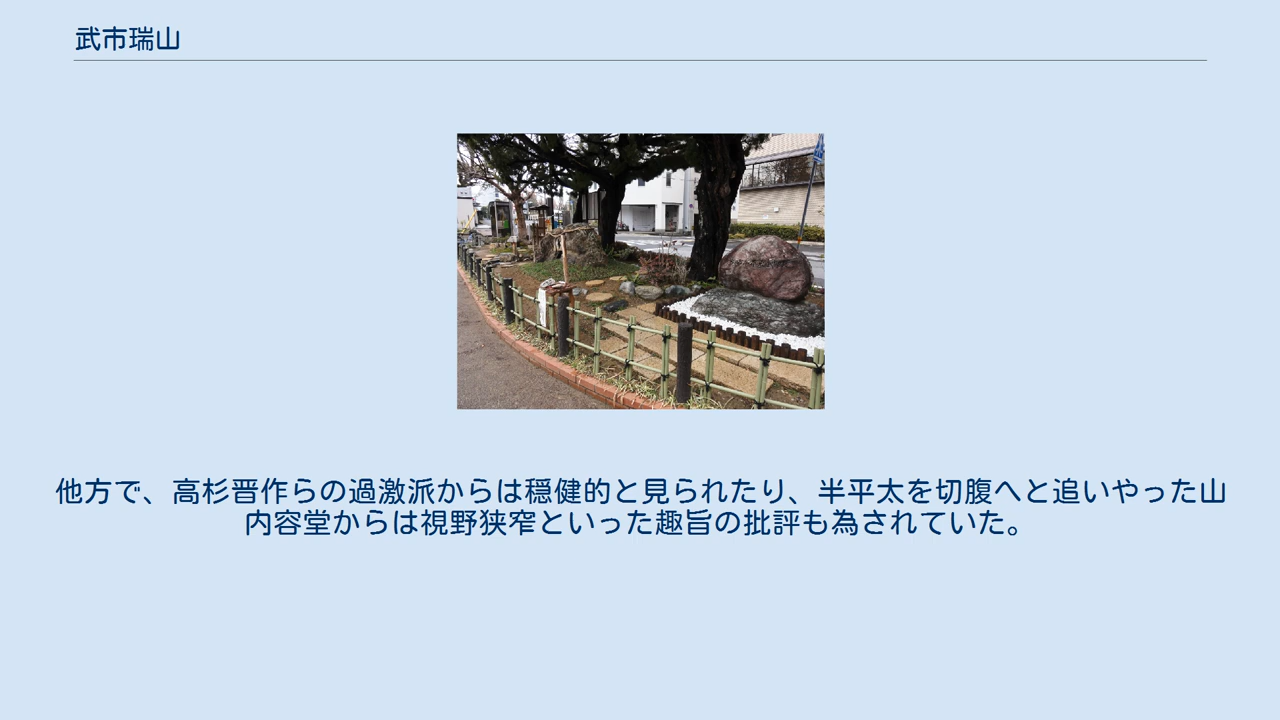 武市瑞山
他方で、高杉晋作らの過激派からは穏健的と見られたり、半平太を切腹へと追いやった山
内容堂からは視野狭窄といった趣旨の批評も為されていた。